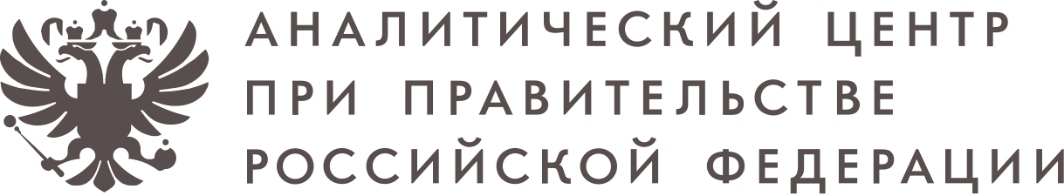 АНАЛИТИЧЕСКИЙ ЦЕНТР
ПРИ ПРАВИТЕЛЬСТВЕ
РОССИЙСКОЙ ФЕДЕРАЦИИ